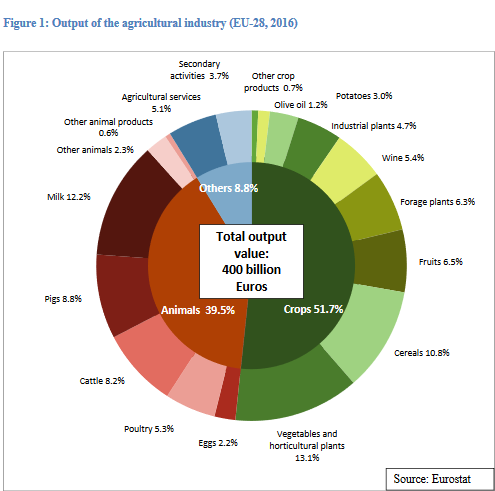 Figure 1: Output of the agricultural industry (EU-28, 2016)
Secondary
activities 3.7%
Other crop
products 0.7%
Agricultural services
5.1%
Olive oil 1.2%
Potatoes 3.0%
Other animal products
0.6%
Industrial plants 4.7%
Other animals 2.3%
Wine 5.4%
Milk 12.2%
Others 8.8%
Forage plants 6.3%
Total output
value:
400 billion
Euros
Fruits 6.5%
Pigs 8.8%
Animals 39.5%
Crops 51.7%
Cereals 10.8%
Cattle 8.2%
Poultry 5.3%
Eggs 2.2%
Vegetables and
horticultural plants
13.1%
Source: Eurostat